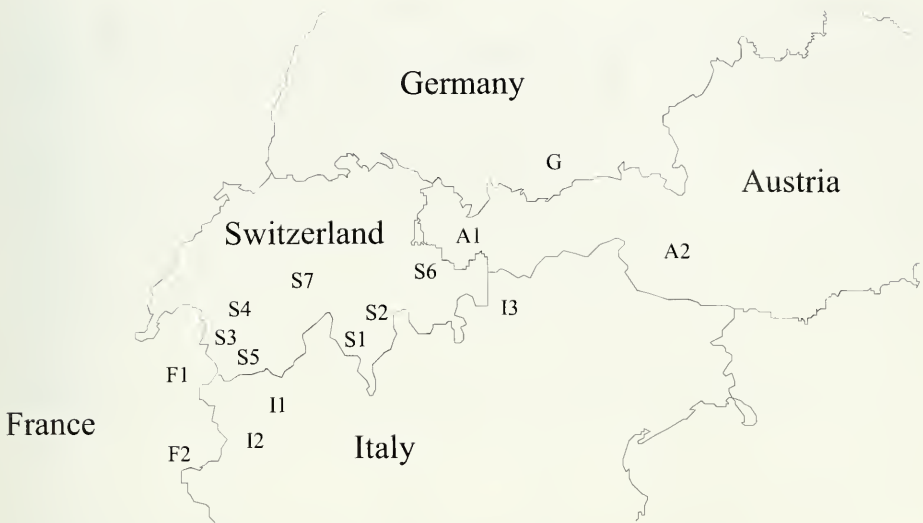 Germany
G
Austria
Switzerland
A1
A2
S6
S7
I3
S4
S2
S3
S1
S5
F1
I1
France
I2
Italy
F2